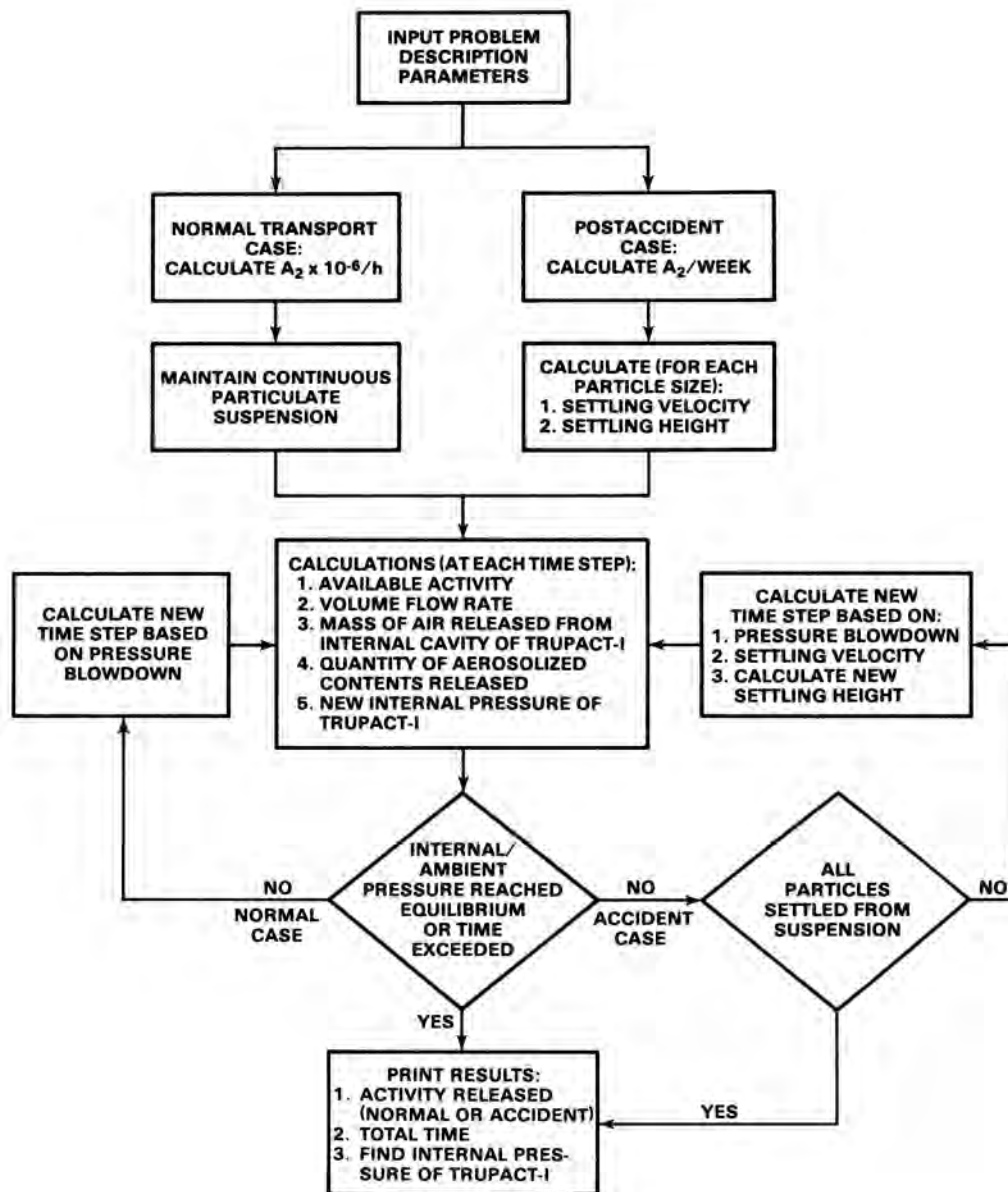 INPUT PROBLEM
DESCRIPTION
PARAMETERS
NORMAL TRANSPORT
CASE:
CALCULATE A₂ x 10⁻⁶/h
POSTACCIDENT
CASE:
CALCULATE A₂/WEEK
MAINTAIN CONTINUOUS
PARTICULATE
SUSPENSION
CALCULATE (FOR EACH
PARTICLE SIZE):
1. SETTLING VELOCITY
2. SETTLING HEIGHT
CALCULATE NEW
TIME STEP BASED
ON PRESSURE
BLOWDOWN
CALCULATIONS (AT EACH TIME STEP):
1. AVAILABLE ACTIVITY
2. VOLUME FLOW RATE
3. MASS OF AIR RELEASED FROM
INTERNAL CAVITY OF TRUPACT-I
4. QUANTITY OF AEROSOLIZED
CONTENTS RELEASED
5. NEW INTERNAL PRESSURE OF
TRUPACT-I
CALCULATE NEW
TIME STEP BASED ON:
1. PRESSURE BLOWDOWN
2. SETTLING VELOCITY
3. CALCULATE NEW
SETTLING HEIGHT
NO
NORMAL
CASE
INTERNAL/
AMBIENT
PRESSURE REACHED
EQUILIBRIUM
OR TIME
EXCEEDED
NO
ACCIDENT
CASE
ALL
PARTICLES
SETTLED FROM
SUSPENSION
NO
YES
PRINT RESULTS:
1. ACTIVITY RELEASED
(NORMAL OR ACCIDENT)
2. TOTAL TIME
3. FIND INTERNAL PRES-
SURE OF TRUPACT-I
YES